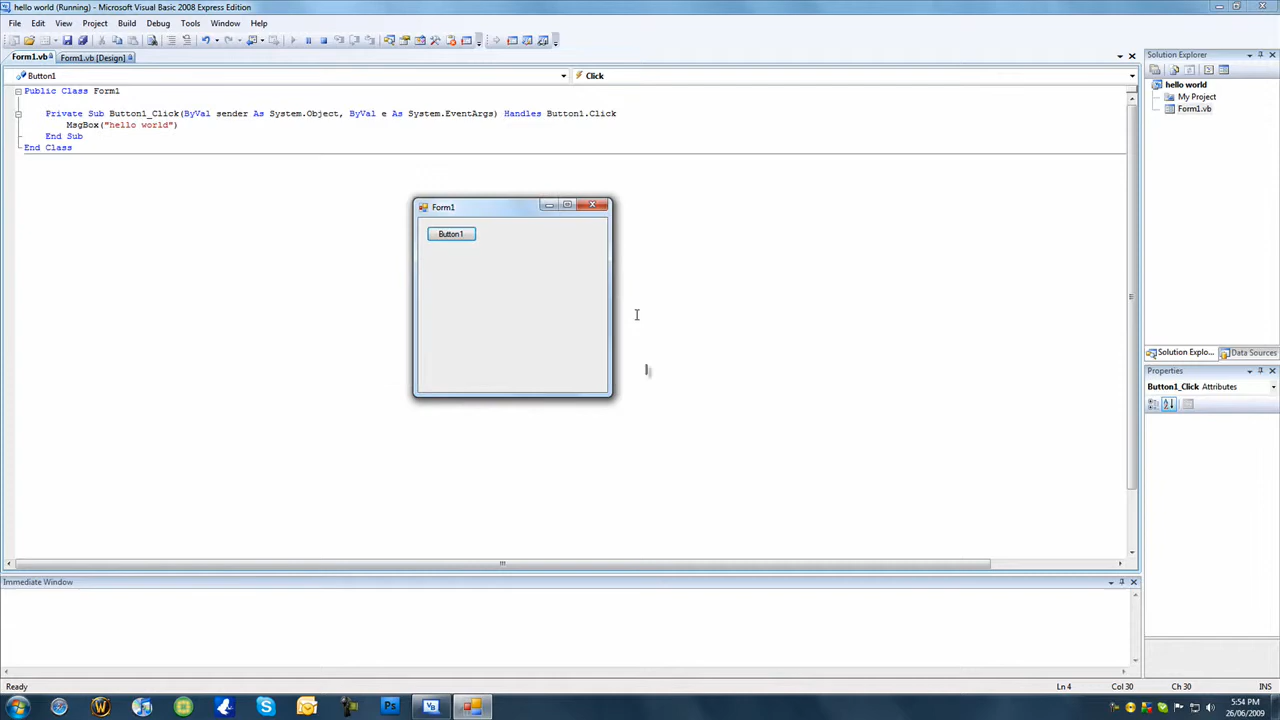 hello world (Running) - Microsoft Visual Basic 2008 Express Edition
File Edit View Project Build Debug Tools Window Help
Form1.vb Form1.vb [Design]
Button1 Click
Public Class Form1
Private Sub Button1_Click(ByVal sender As System.Object, ByVal e As System.EventArgs) Handles Button1.Click
MsgBox("hello world")
End Sub
End Class
Form1
Button1
Solution Explorer
hello world
My Project
Form1.vb
Solution Explo... Data Sources
Properties
Button1_Click Attributes
Immediate Window
Ready Ln 4 Col 30 Ch 30 INS
5:54 PM
26/06/2009